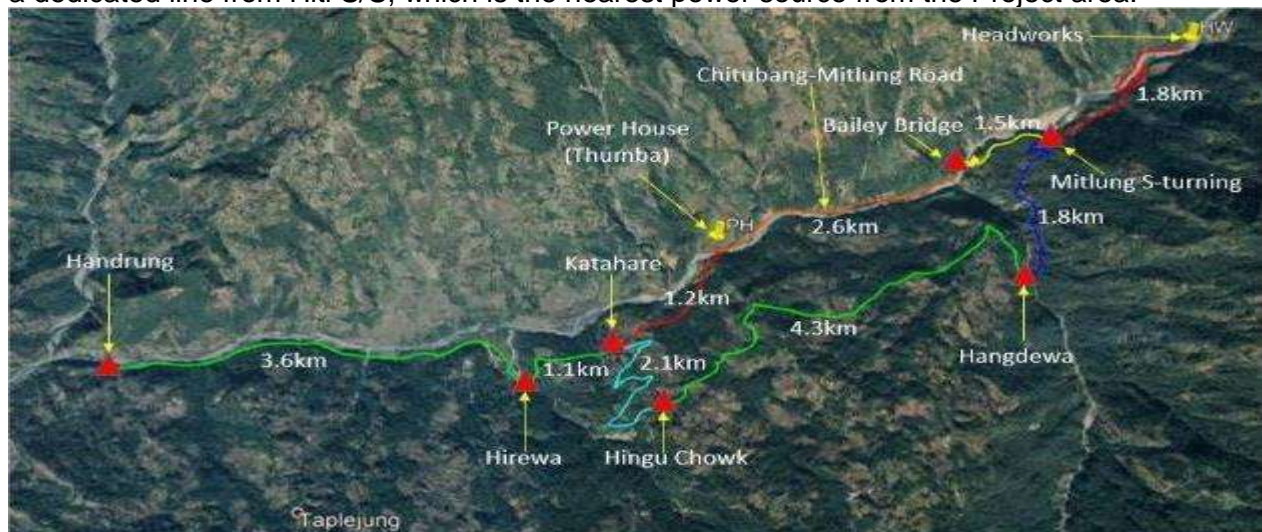 a dedicated line from S/S, which is the nearest power source from the Project area.
Headworks
HW
Chitubang-Mitlung Road
1.8km
Power House
(Thumba)
Bailey Bridge
1.5km
Mitlung S-turning
PH
2.6km
1.8km
Handrung
Katahare
1.2km
4.3km
Hangdewa
3.6km
1.1km
2.1km
Hirewa
Hingu Chowk
Taplejung